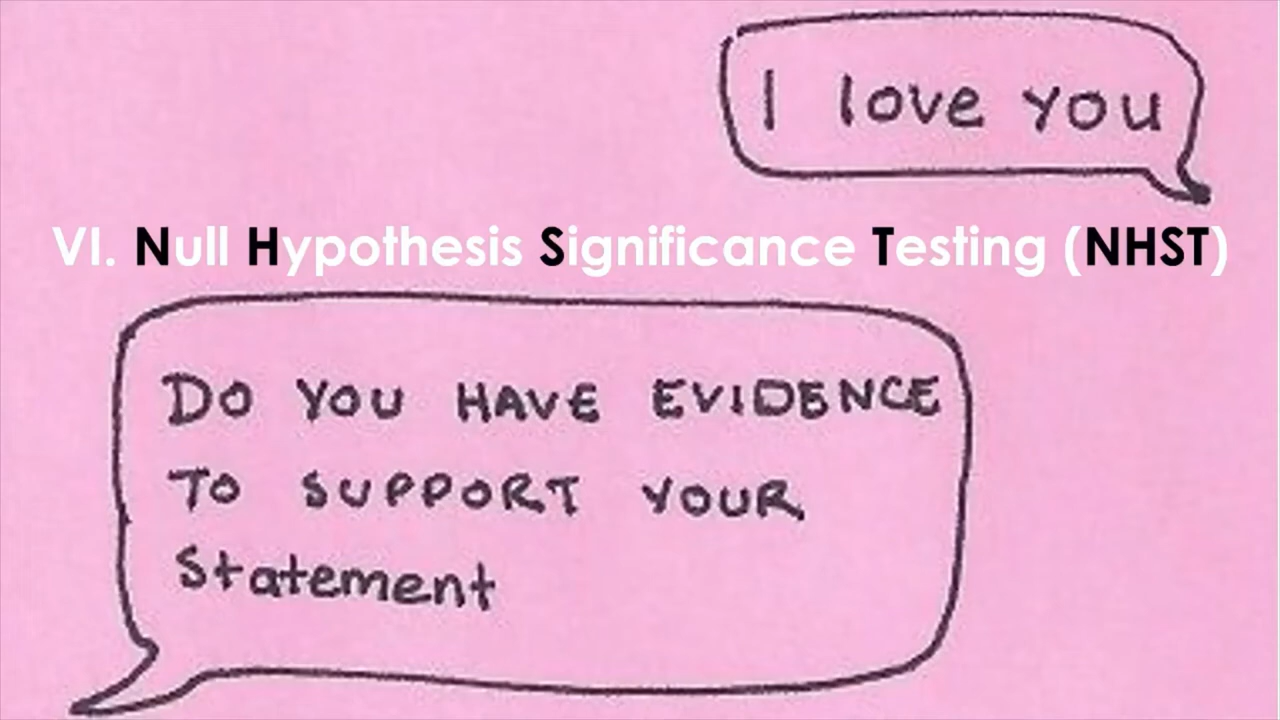 I love you
VI. Null Hypothesis Significance Testing (NHST)
DO YOU HAVE EVIDENCE
TO SUPPORT YOUR
Statement